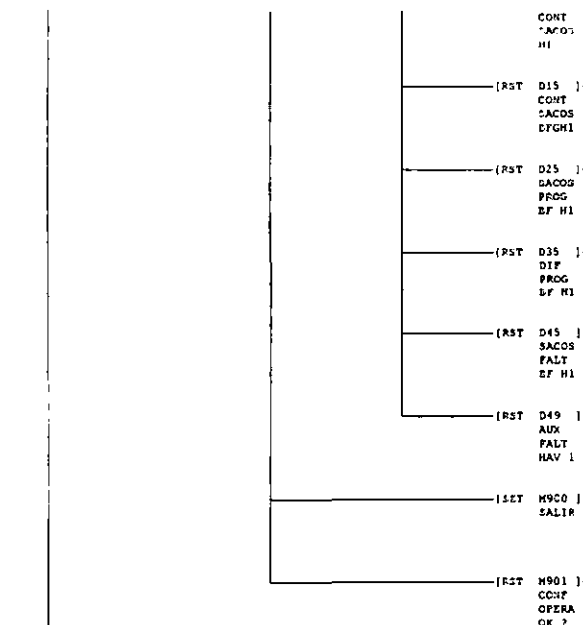 CONT
SACOS
H1
[RST D15 ]
CONT
SACOS
EFGH1
[RST D25 ]
SACOS
PROG
EF H1
[RST D35 ]
DIF
PROG
EF H1
[RST D45 ]
SACOS
FALT
EF H1
[RST D49 ]
AUX
FALT
HAV 1
[SET M900 ]
SALIR
[RST M901 ]
CONF
OPERA
OK ?